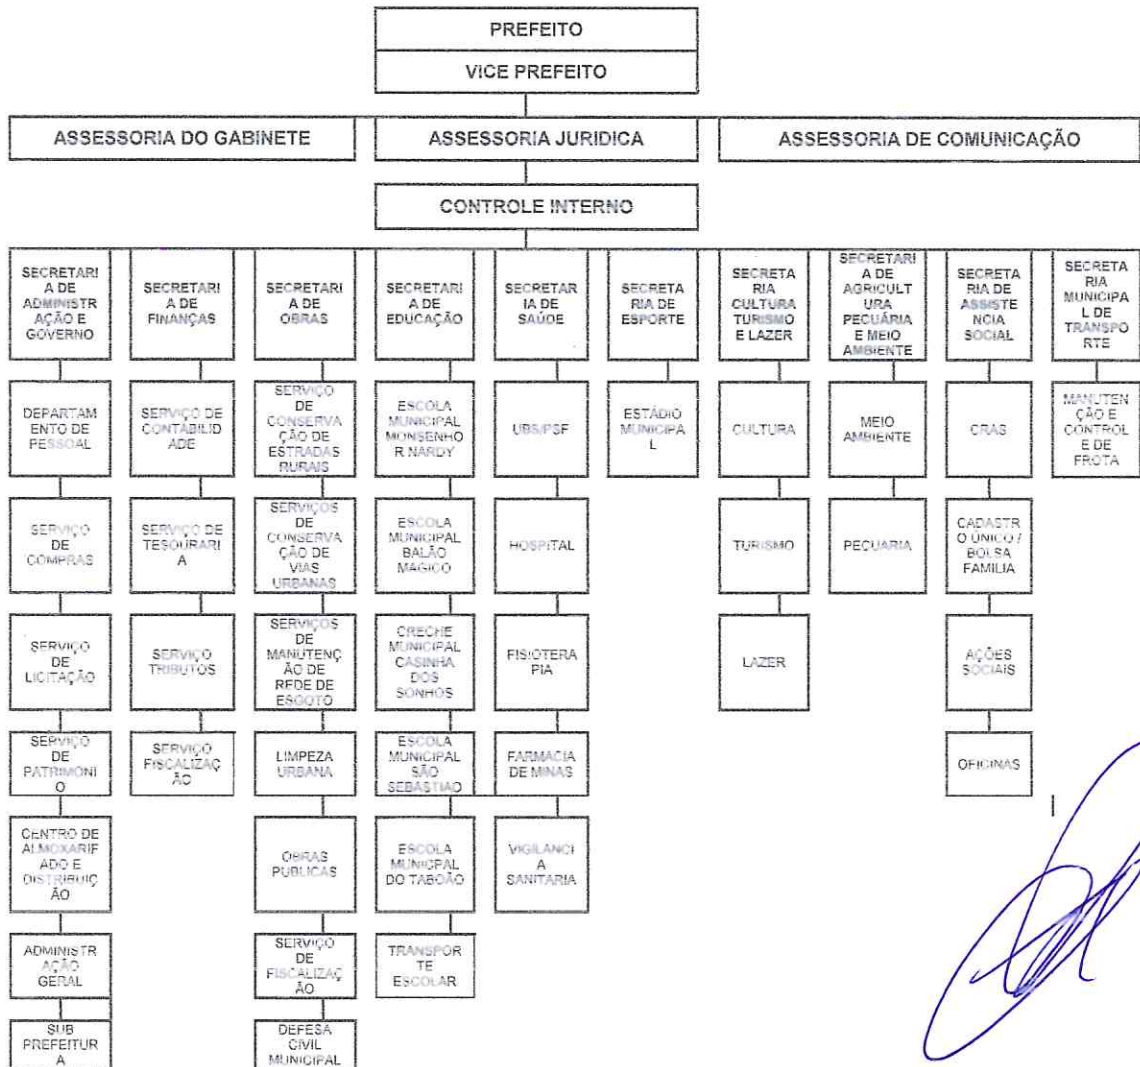 PREFEITO
VICE PREFEITO
ASSESSORIA DO GABINETE
ASSESSORIA JURIDICA
ASSESSORIA DE COMUNICAÇÃO
CONTROLE INTERNO
SECRETARI
A DE
ADMINISTR
AÇÃO E
GOVERNO
DEPARTAM
ENTO DE
PESSOAL
SERVIÇO
DE
COMPRAS
SERVIÇO
DE
LICITAÇÃO
SERVIÇO
DE
PATRIMONI
O
CENTRO DE
ALMOXARIF
ADO E
DISTRIBUIÇ
ÃO
ADMINISTR
AÇÃO
GERAL
SUB
PREFEITUR
A
SECRETARI
A DE
FINANÇAS
SERVIÇO DE
CONTABILID
ADE
SERVIÇO DE
TESOURARI
A
SERVIÇO
TRIBUTOS
SERVIÇO
FISCALIZAÇ
ÃO
SECRETARI
A DE
OBRAS
SERVIÇO
DE
CONSERVA
ÇÃO DE
ESTRADAS
RURAIS
SERVIÇOS
DE
CONSERVA
ÇÃO DE
VIAS
URBANAS
SERVIÇOS
DE
MANUTENÇ
ÃO DE
REDE DE
ESGOTO
LIMPEZA
URBANA
OBRAS
PUBLICAS
SERVIÇO
DE
FISCALIZAÇ
ÃO
DEFESA
CIVIL
MUNICIPAL
SECRETARI
A DE
EDUCAÇÃO
ESCOLA
MUNICIPAL
MONSENHO
R NARDY
ESCOLA
MUNICIPAL
BALÃO
MAGICO
CRECHE
MUNICIPAL
CASINHA
DOS
SONHOS
ESCOLA
MUNICIPAL
SÃO
SEBASTIAO
ESCOLA
MUNICPAL
DO TABOÃO
TRANSPOR
TE
ESCOLAR
SECRETAR
IA DE
SAÚDE
UBS/PSF
HOSPITAL
FISIOTERA
PIA
FARMACIA
DE MINAS
VIGILANCI
A
SANITARIA
SECRETA
RIA DE
ESPORTE
ESTÁDIO
MUNICIPA
L
SECRETA
RIA
CULTURA
TURISMO
E LAZER
CULTURA
TURISMO
LAZER
SECRETARI
A DE
AGRICULT
URA
PECUÁRIA
E MEIO
AMBIENTE
MEIO
AMBIENTE
PECUARIA
SECRETA
RIA DE
ASSISTE
NCIA
SOCIAL
CRAS
CADASTR
O ÚNICO /
BOLSA
FAMILIA
AÇÕES
SOCIAIS
OFICINAS
SECRETA
RIA
MUNICIPA
L DE
TRANSPO
RTE
MANUTEN
ÇÃO E
CONTROL
E DE
FROTA